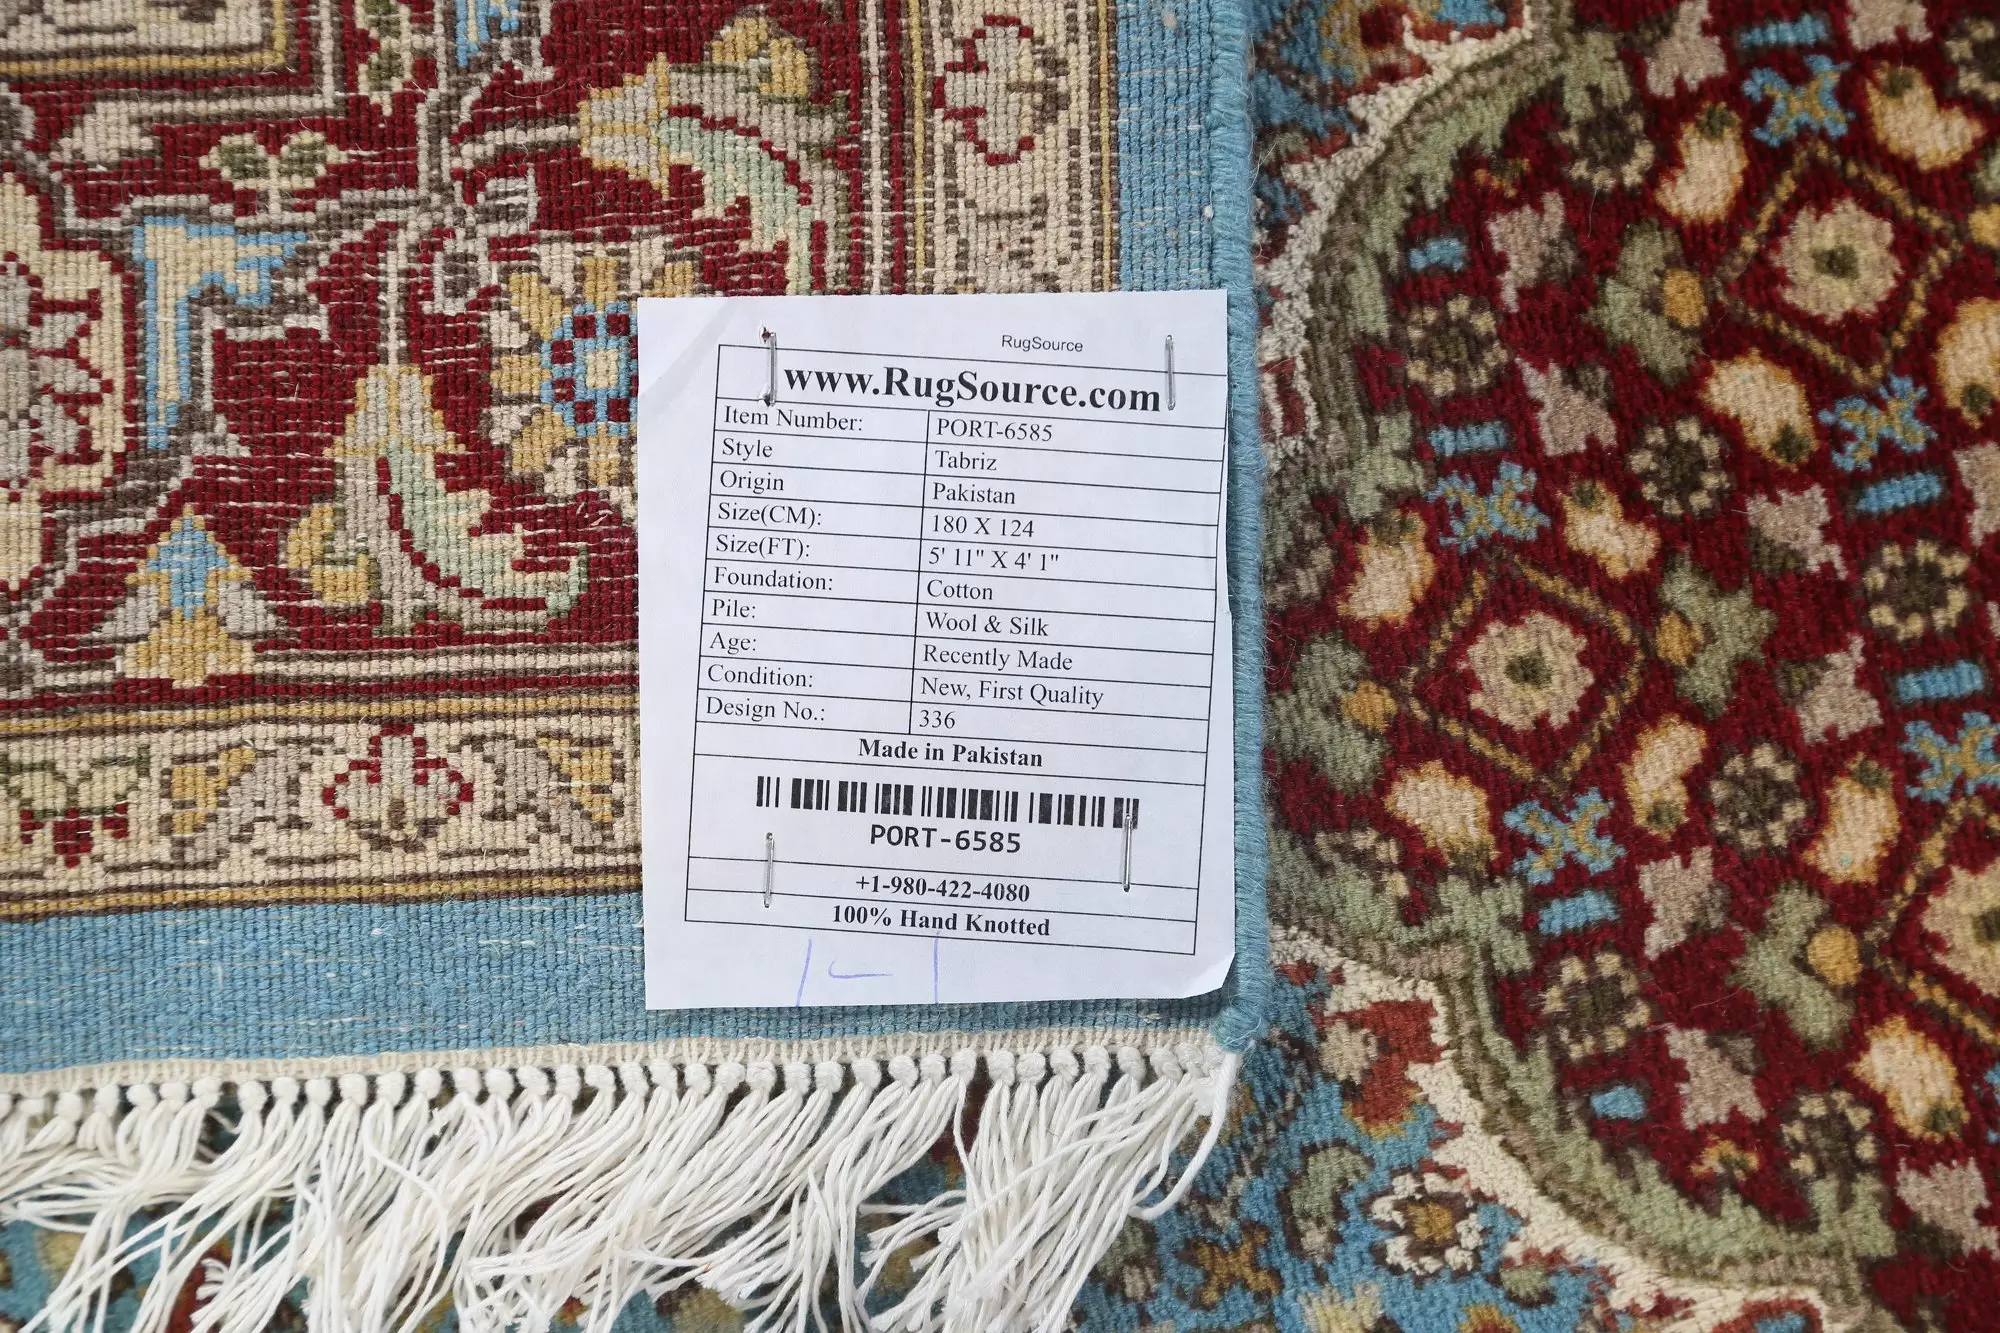 RugSource
www.RugSource.com
Item Number: PORT-6585
Style Tabriz
Origin Pakistan
Size(CM): 180 X 124
Size(FT): 5' 11" X 4' 1"
Foundation: Cotton
Pile: Wool & Silk
Age: Recently Made
Condition: New, First Quality
Design No.: 336
Made in Pakistan
PORT-6585
+1-980-422-4080
100% Hand Knotted